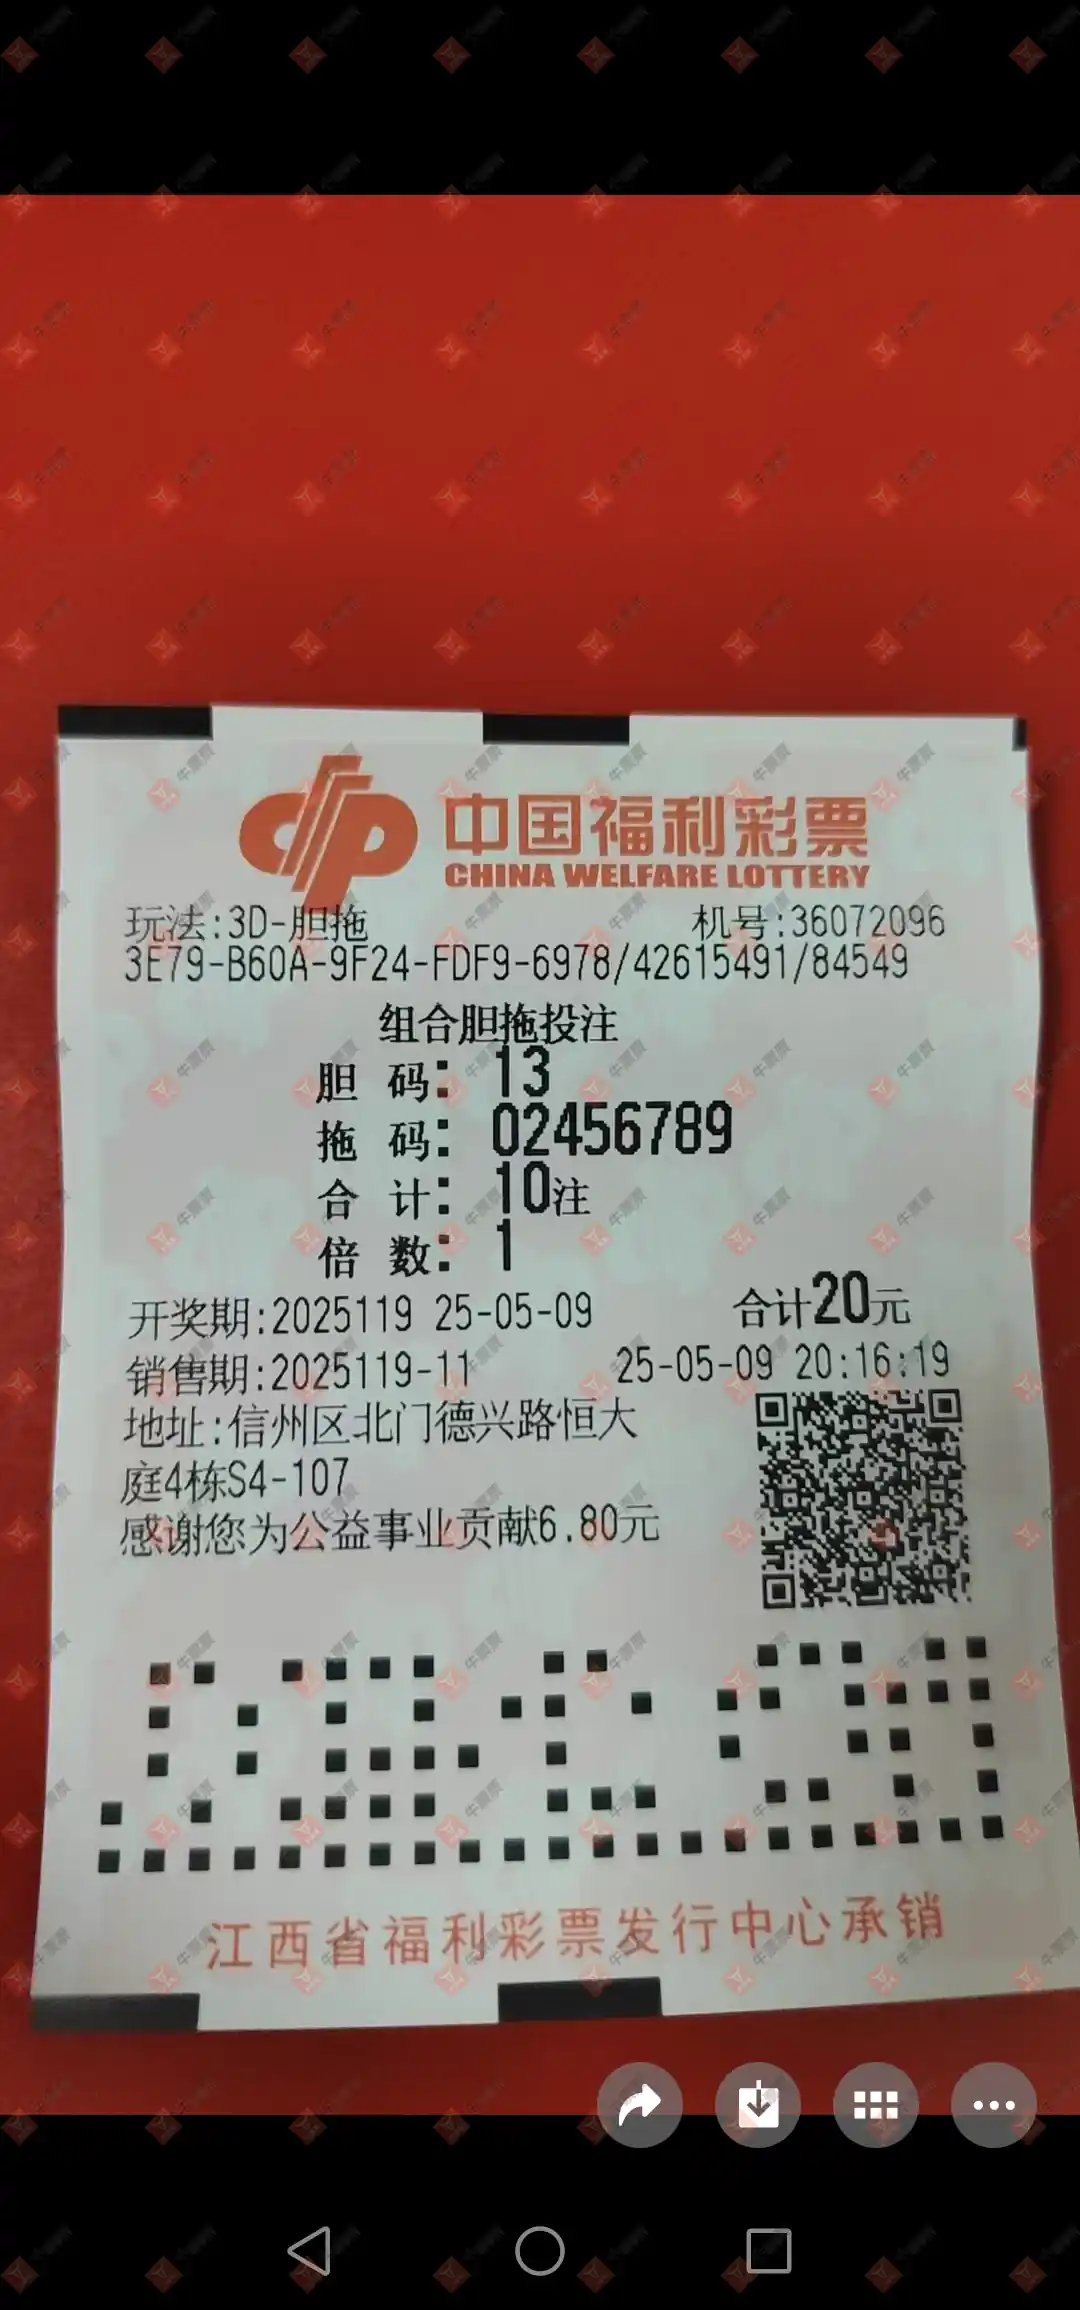 中国福利彩票
CHINA WELFARE LOTTERY
玩法:3D-胆拖 机号:36072096
3E79-B60A-9F24-FDF9-6978/42615491/84549
组合胆拖投注
胆 码: 13
拖 码: 02456789
合 计: 10注
倍 数: 1
开奖期:2025119 25-05-09 合计20元
销售期:2025119-11 25-05-09 20:16:19
地址:信州区北门德兴路恒大
庭4栋S4-107
感谢您为公益事业贡献6.80元
江西省福利彩票发行中心承销